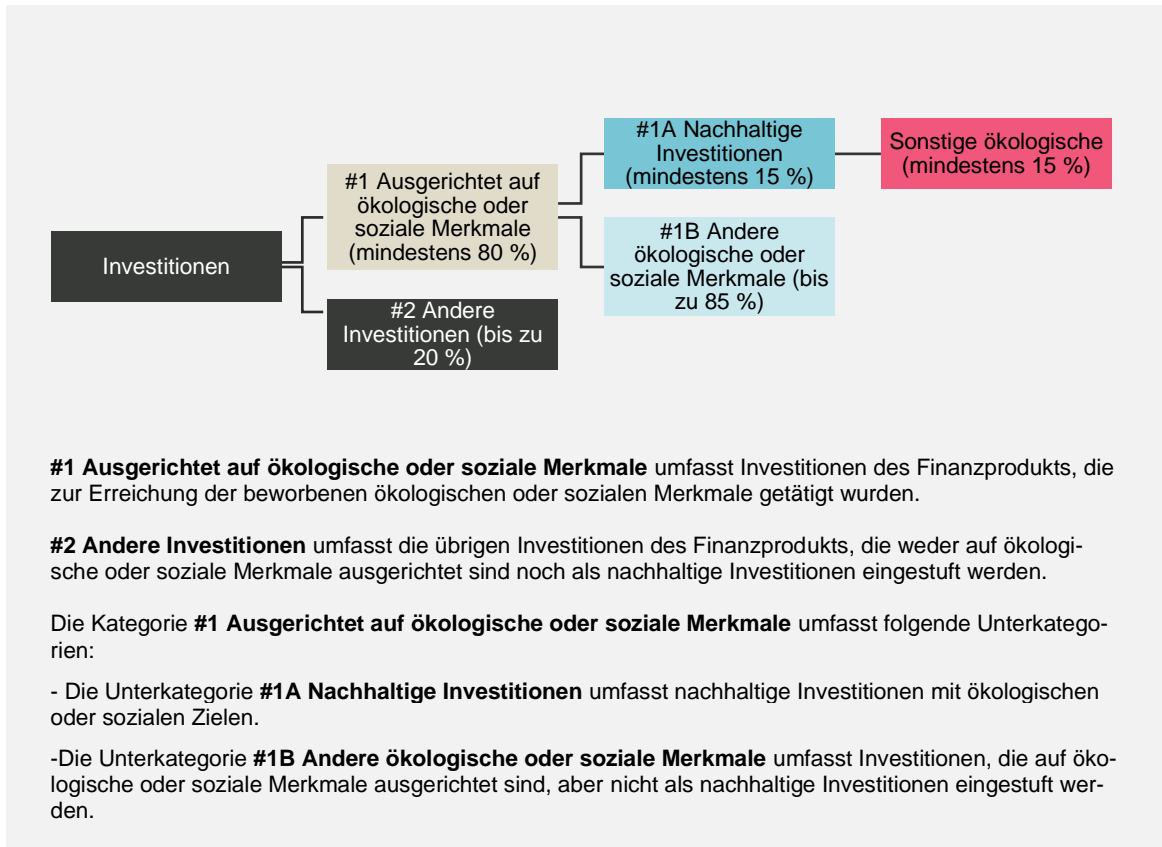 #1A Nachhaltige
Investitionen
(mindestens 15 %)
Sonstige ökologische
(mindestens 15 %)
#1 Ausgerichtet auf
ökologische oder
soziale Merkmale
(mindestens 80 %)
#1B Andere
ökologische oder
soziale Merkmale (bis
zu 85 %)
Investitionen
#2 Andere
Investitionen (bis zu
20 %)
#1 Ausgerichtet auf ökologische oder soziale Merkmale umfasst Investitionen des Finanzprodukts, die
zur Erreichung der beworbenen ökologischen oder sozialen Merkmale getätigt wurden.
#2 Andere Investitionen umfasst die übrigen Investitionen des Finanzprodukts, die weder auf ökologi-
sche oder soziale Merkmale ausgerichtet sind noch als nachhaltige Investitionen eingestuft werden.
Die Kategorie #1 Ausgerichtet auf ökologische oder soziale Merkmale umfasst folgende Unterkatego-
rien:
- Die Unterkategorie #1A Nachhaltige Investitionen umfasst nachhaltige Investitionen mit ökologischen
oder sozialen Zielen.
-Die Unterkategorie #1B Andere ökologische oder soziale Merkmale umfasst Investitionen, die auf öko-
logische oder soziale Merkmale ausgerichtet sind, aber nicht als nachhaltige Investitionen eingestuft wer-
den.